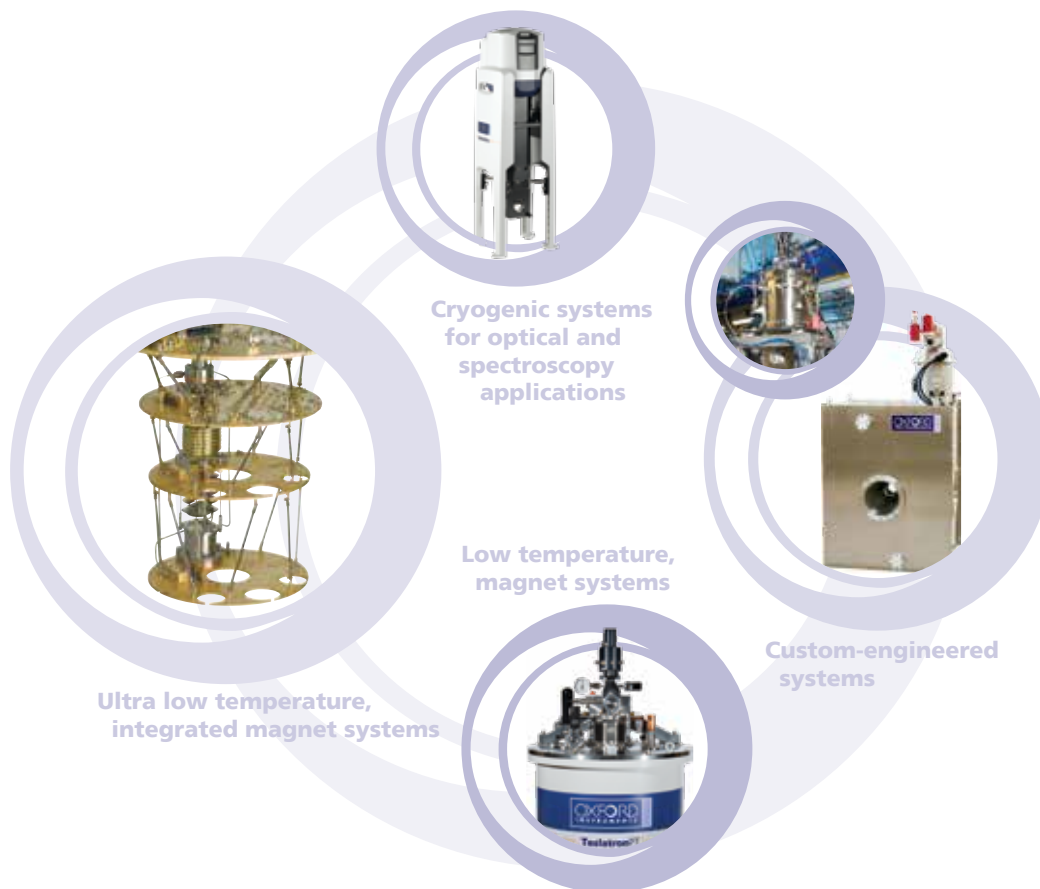 Cryogenic systems
for optical and
spectroscopy
applications
OXFORD
Low temperature,
magnet systems
Custom-engineered
systems
Ultra low temperature,
integrated magnet systems
OXFORD
INSTRUMENTS
Teslatron